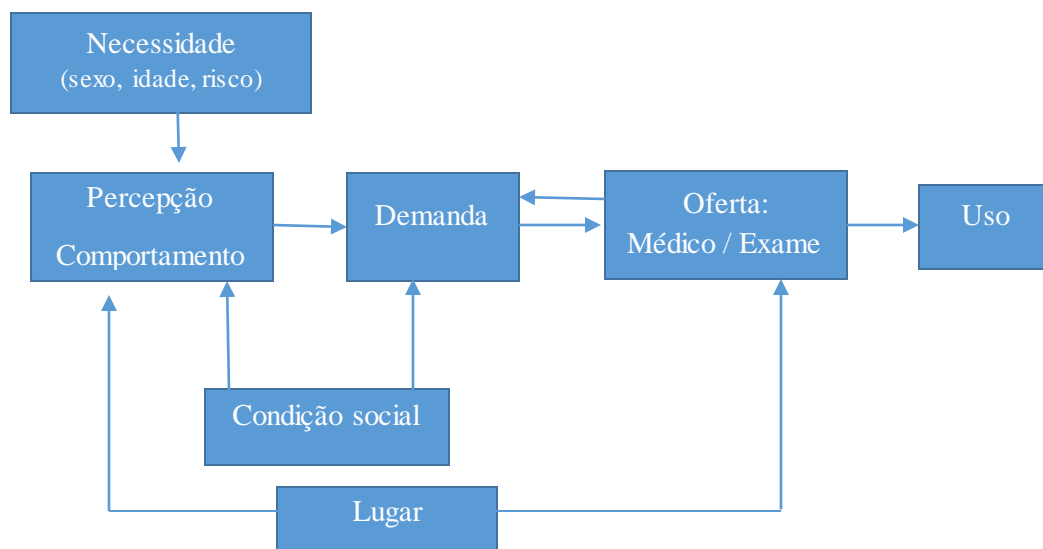 Necessidade
(sexo, idade, risco)
Percepção
Comportamento
Demanda
Oferta:
Médico / Exame
Uso
Condição social
Lugar